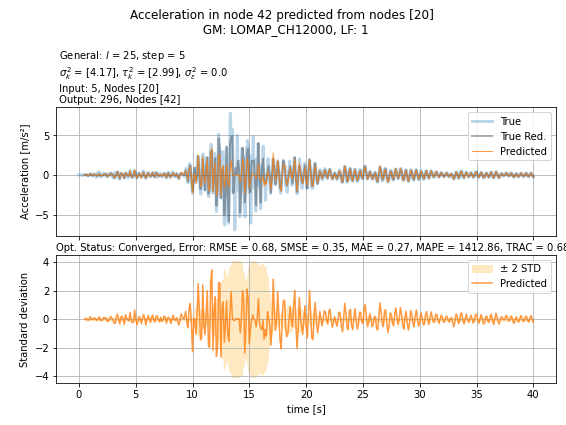 Acceleration in node 42 predicted from nodes [20]
GM: LOMAP_CH12000, LF: 1
General: l = 25, step = 5
σ²ₖ = [4.17], τ²ₖ = [2.99], σ²_ε = 0.0
Input: 5, Nodes [20]
Output: 296, Nodes [42]
Acceleration [m/s²]
5
0
−5
True
True Red.
Predicted
Opt. Status: Converged, Error: RMSE = 0.68, SMSE = 0.35, MAE = 0.27, MAPE = 1412.86, TRAC = 0.68
Standard deviation
4
2
0
−2
−4
± 2 STD
Predicted
0 5 10 15 20 25 30 35 40
time [s]